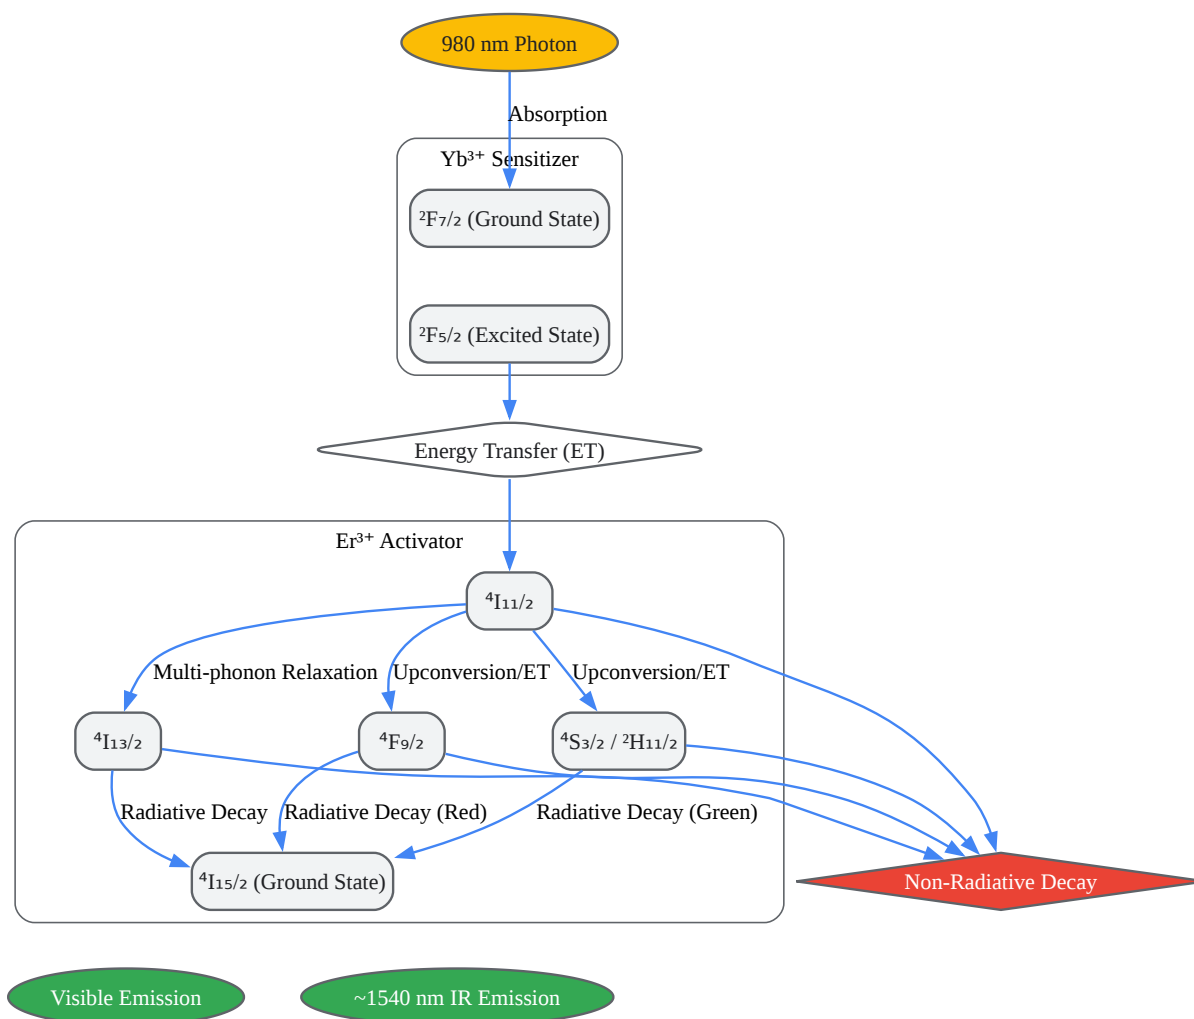 980 nm Photon
Absorption
Yb³⁺ Sensitizer
²F₇/₂ (Ground State)
²F₅/₂ (Excited State)
Energy Transfer (ET)
Er³⁺ Activator
⁴I₁₁/₂
Multi-phonon Relaxation
Upconversion/ET
Upconversion/ET
⁴I₁₃/₂
⁴F₉/₂
⁴S₃/₂ / ²H₁₁/₂
Radiative Decay
Radiative Decay (Red)
Radiative Decay (Green)
⁴I₁₅/₂ (Ground State)
Non-Radiative Decay
Visible Emission
~1540 nm IR Emission